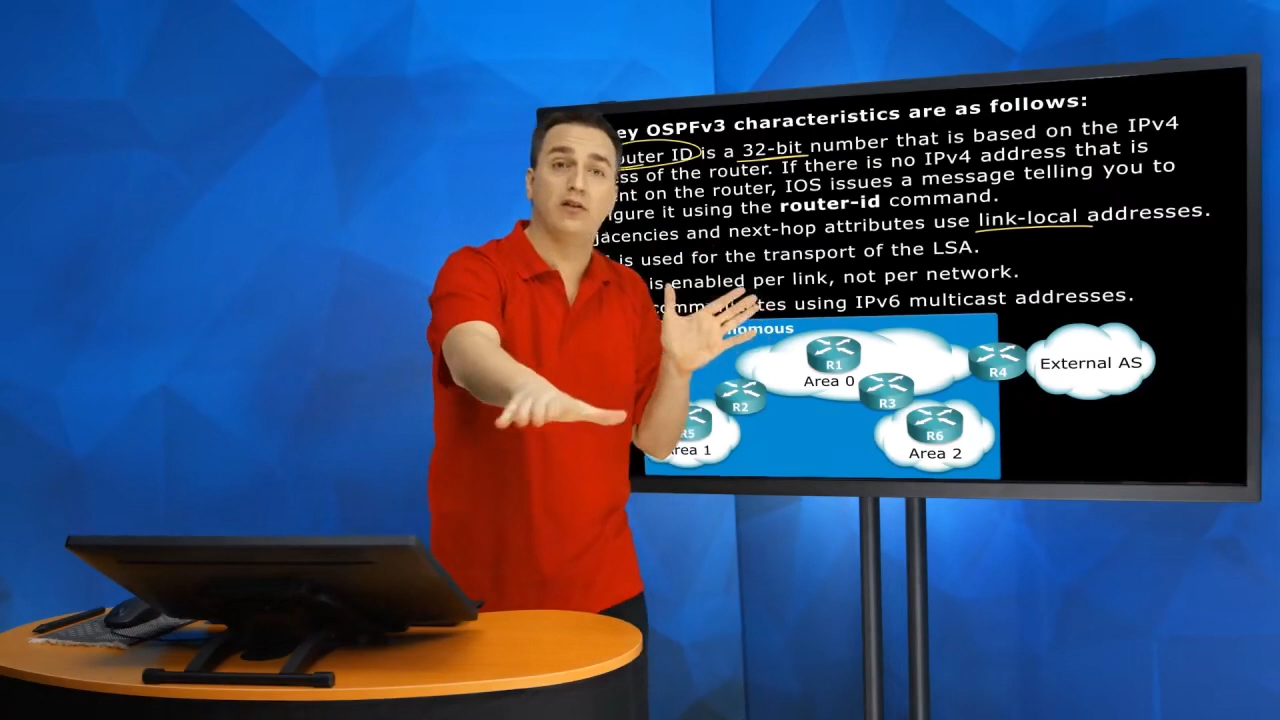 ey OSPFv3 characteristics are as follows:
outer ID is a 32-bit number that is based on the IPv4
ess of the router. If there is no IPv4 address that is
ent on the router, IOS issues a message telling you to
igure it using the router-id command.
jacencies and next-hop attributes use link-local addresses.
is used for the transport of the LSA.
is enabled per link, not per network.
using IPv6 multicast addresses.
nomous
R1
Area 0
R4
External AS
R2
R3
R5
R6
rea 1
Area 2